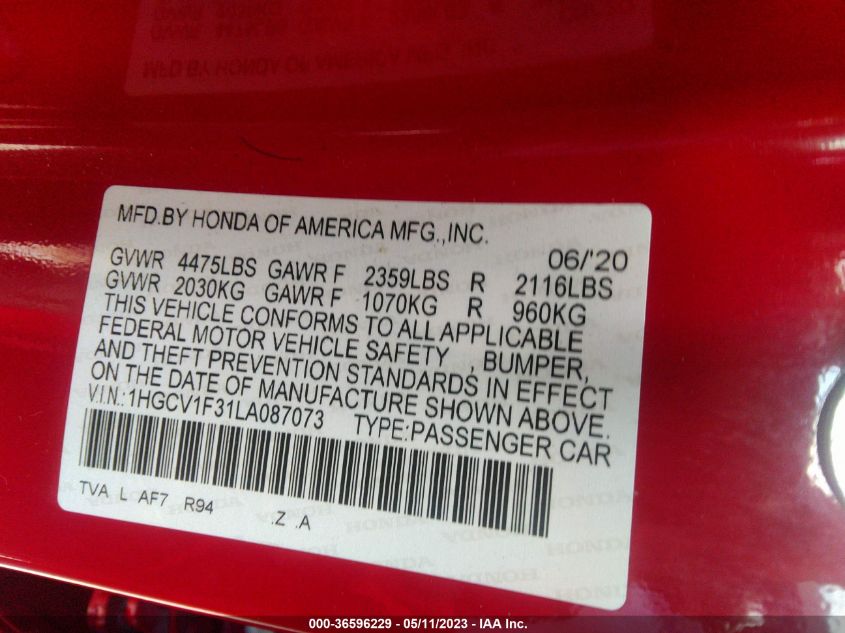 MFD.BY HONDA OF AMERICA MFG.,INC.
06/'20
GVWR 4475LBS GAWR F 2359LBS R 2116LBS
GVWR 2030KG GAWR F 1070KG R 960KG
THIS VEHICLE CONFORMS TO ALL APPLICABLE
FEDERAL MOTOR VEHICLE SAFETY , BUMPER,
AND THEFT PREVENTION STANDARDS IN EFFECT
ON THE DATE OF MANUFACTURE SHOWN ABOVE.
V.I.N.:1HGCV1F31LA087073 TYPE:PASSENGER CAR
TVA L AF7 R94 .Z .A
000-36596229 - 05/11/2023 - IAA Inc.